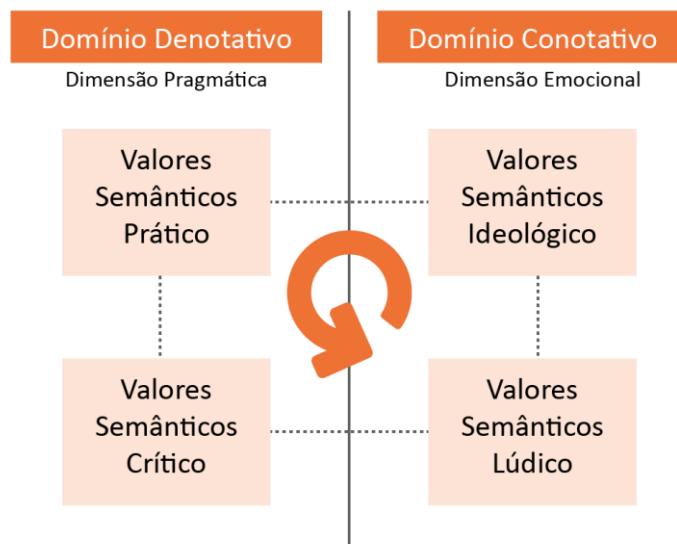 Domínio Denotativo
Dimensão Pragmática
Domínio Conotativo
Dimensão Emocional
Valores
Semânticos
Prático
Valores
Semânticos
Ideológico
Valores
Semânticos
Crítico
Valores
Semânticos
Lúdico